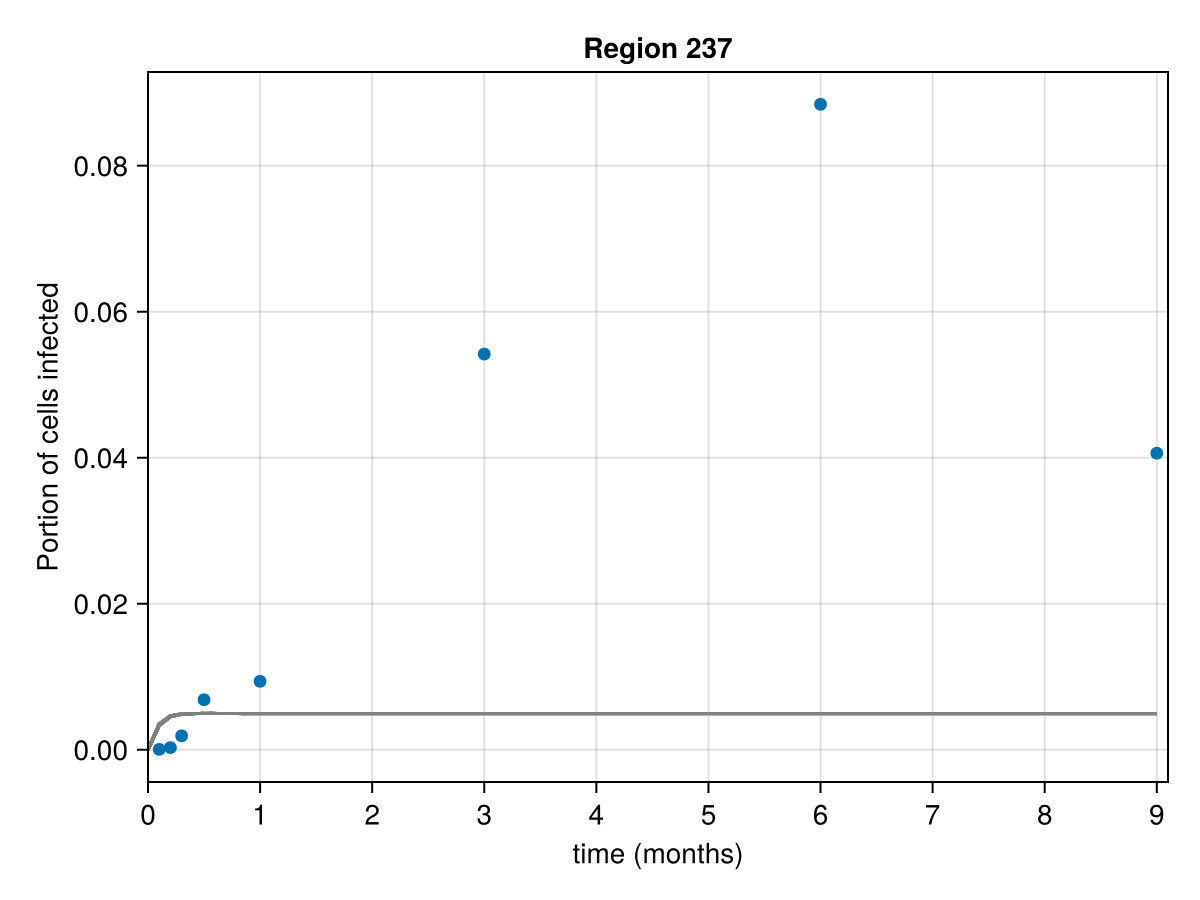 Region 237
Portion of cells infected
0.08
0.06
0.04
0.02
0.00
0 1 2 3 4 5 6 7 8 9
time (months)